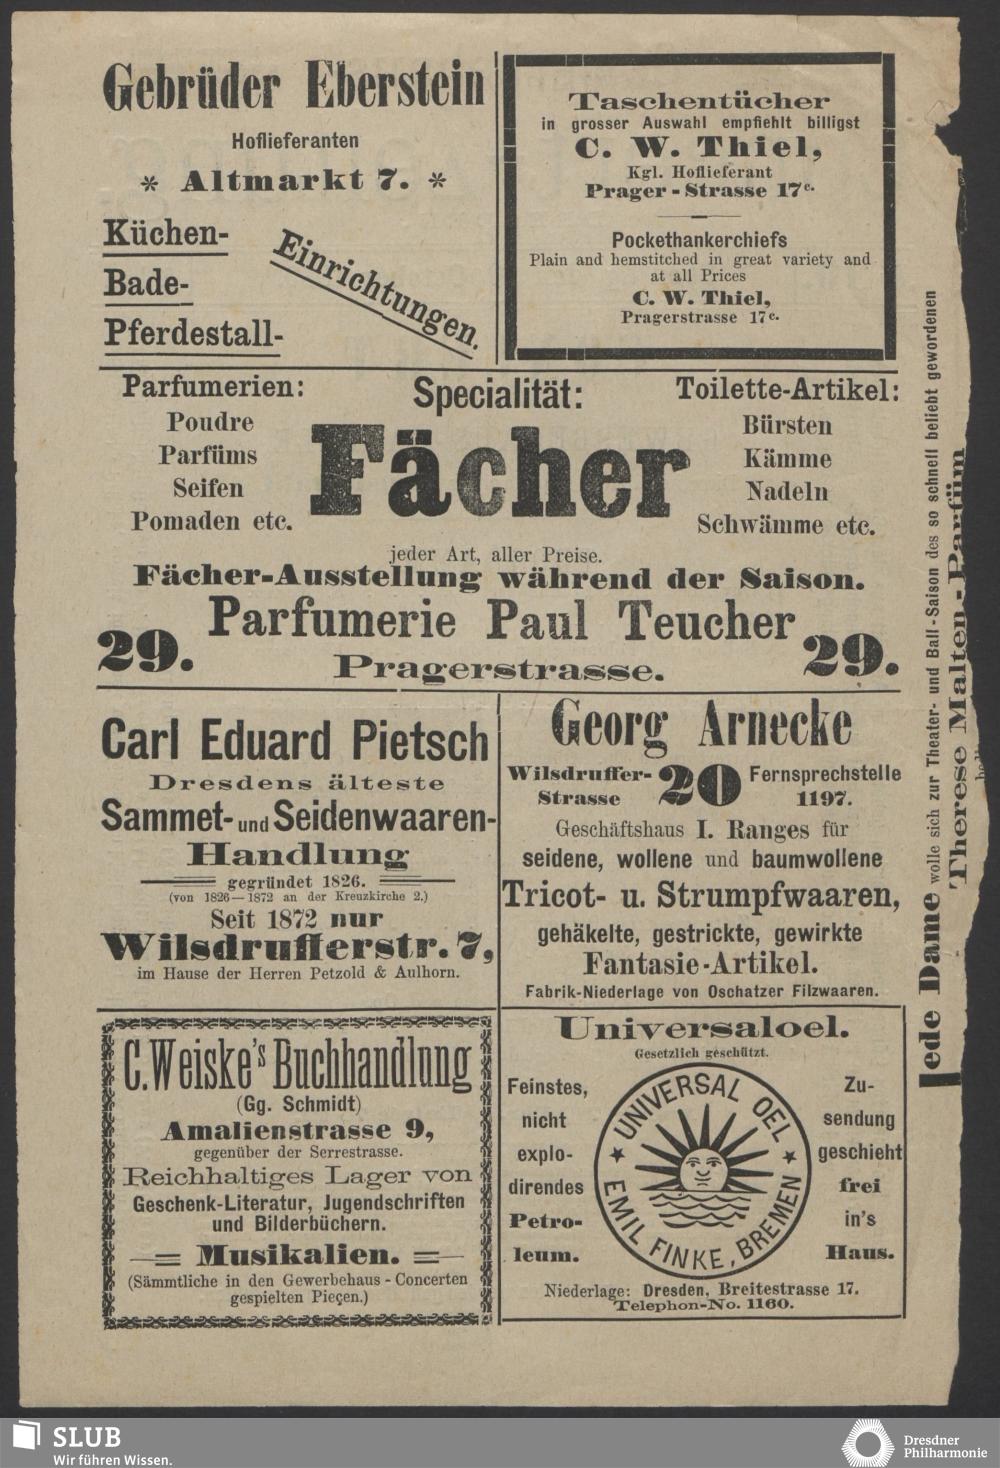 Gebrüder Eberstein
Hoflieferanten
* Altmarkt 7. *
Küchen-
Bade-
Pferdestall-
Einrichtungen.
Taschentücher
in grosser Auswahl empfiehlt billigst
C. W. Thiel,
Kgl. Hoflieferant
Prager-Strasse 17c.
Pockethankerchiefs
Plain and hemstitched in great variety and
at all Prices
C. W. Thiel,
Pragerstrasse 17c.
Parfumerien:
Poudre
Parfüms
Seifen
Pomaden etc.
Specialität:
Fächer
Toilette-Artikel:
Bürsten
Kämme
Nadeln
Schwämme etc.
jeder Art, aller Preise.
Fächer-Ausstellung während der Saison.
29. Parfumerie Paul Teucher 29.
Pragerstrasse.
Carl Eduard Pietsch
Dresdens älteste
Sammet- und Seidenwaaren-
Handlung
gegründet 1826.
(von 1826—1872 an der Kreuzkirche 2.)
Seit 1872 nur
Wilsdrufferstr. 7,
im Hause der Herren Petzold & Aulhorn.
Georg Arnecke
Wilsdruffer-
Strasse
20
Fernsprechstelle
1197.
Geschäftshaus I. Ranges für
seidene, wollene und baumwollene
Tricot- u. Strumpfwaaren,
gehäkelte, gestrickte, gewirkte
Fantasie-Artikel.
Fabrik-Niederlage von Oschatzer Filzwaaren.
C. Weiske's Buchhandlung
(Gg. Schmidt)
Amalienstrasse 9,
gegenüber der Serrestrasse.
Reichhaltiges Lager von
Geschenk-Literatur, Jugendschriften
und Bilderbüchern.
Musikalien.
(Sämmtliche in den Gewerbehaus-Concerten
gespielten Pieçen.)
Universaloel.
Gesetzlich geschützt.
Feinstes,
nicht
explo-
direndes
Petro-
leum.
UNIVERSAL OEL
EMIL FINKE, BREMEN
Zu-
sendung
geschieht
frei
in's
Haus.
Niederlage: Dresden, Breitestrasse 17.
Telephon-No. 1160.
Jede Dame wolle sich zur Theater- und Ball-Saison des so schnell beliebt gewordenen
Therese Malten-Parfüm
SLUB
Wir führen Wissen.
Dresdner
Philharmonie